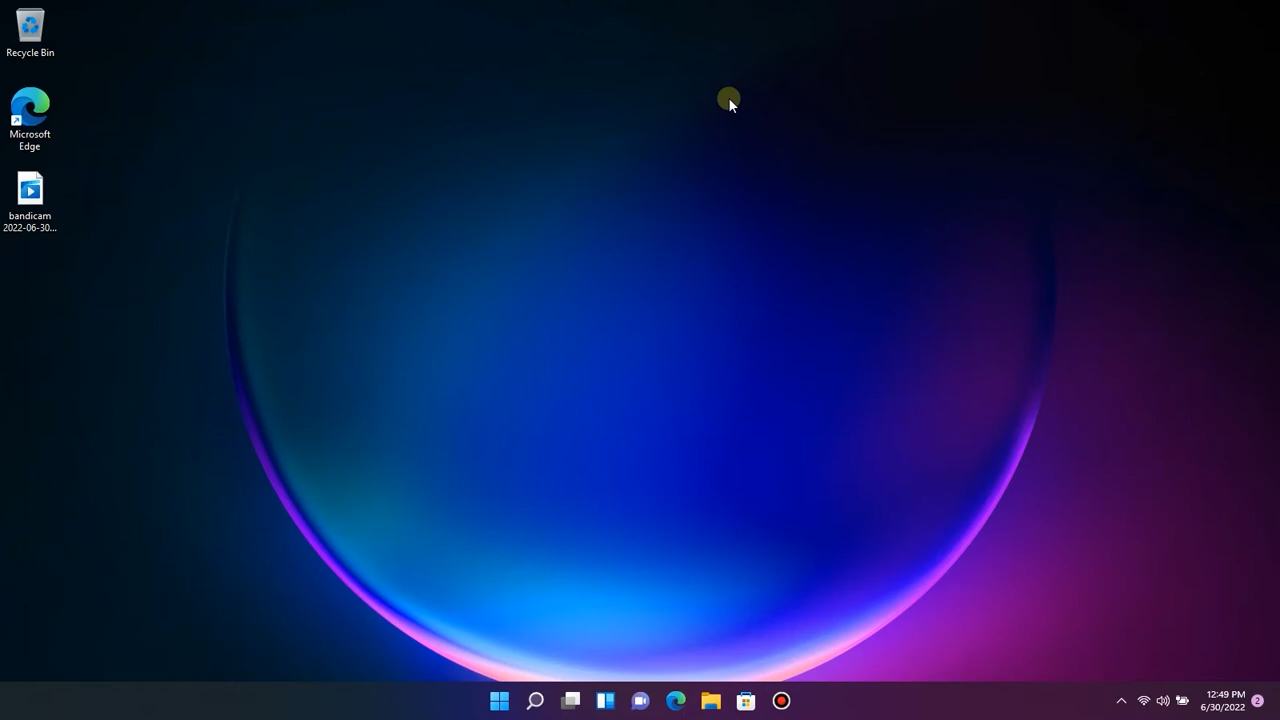 Recycle Bin
Microsoft
Edge
bandicam
2022-06-30...
12:49 PM
6/30/2022
2